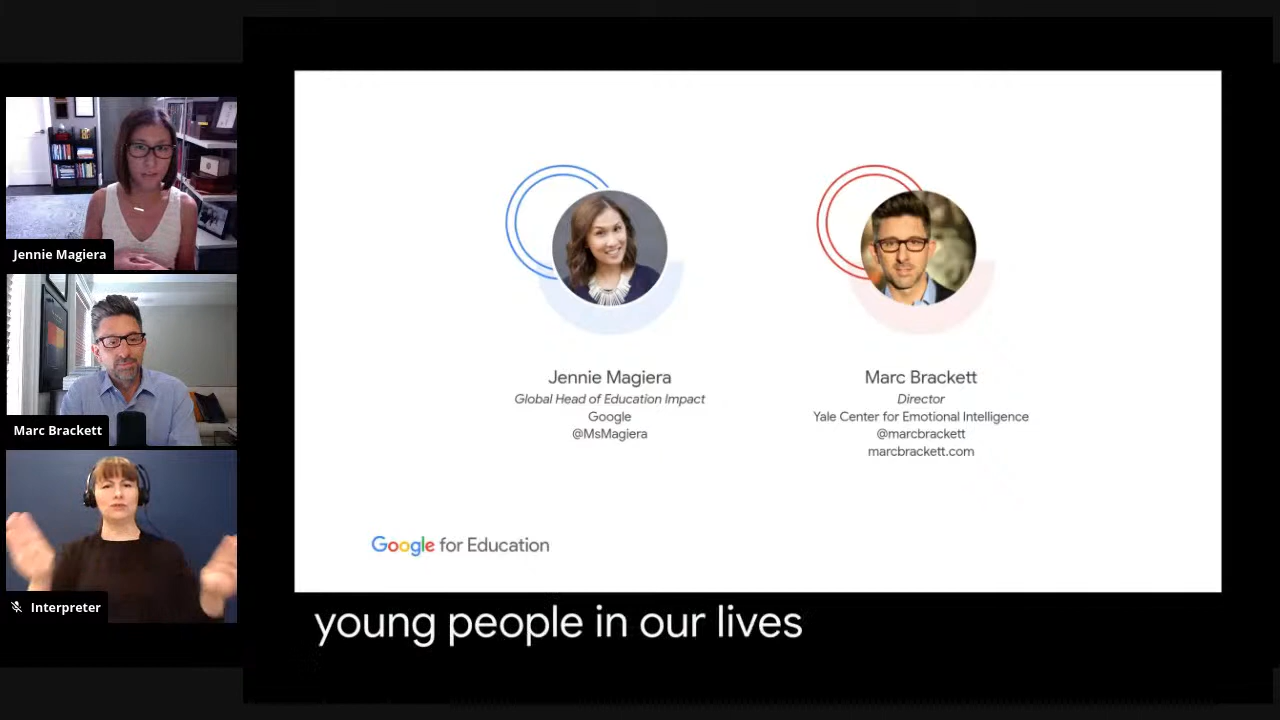 Jennie Magiera
Marc Brackett
Interpreter
Jennie Magiera
Global Head of Education Impact
Google
@MsMagiera
Marc Brackett
Director
Yale Center for Emotional Intelligence
@marcbrackett
marcbrackett.com
Google for Education
young people in our lives